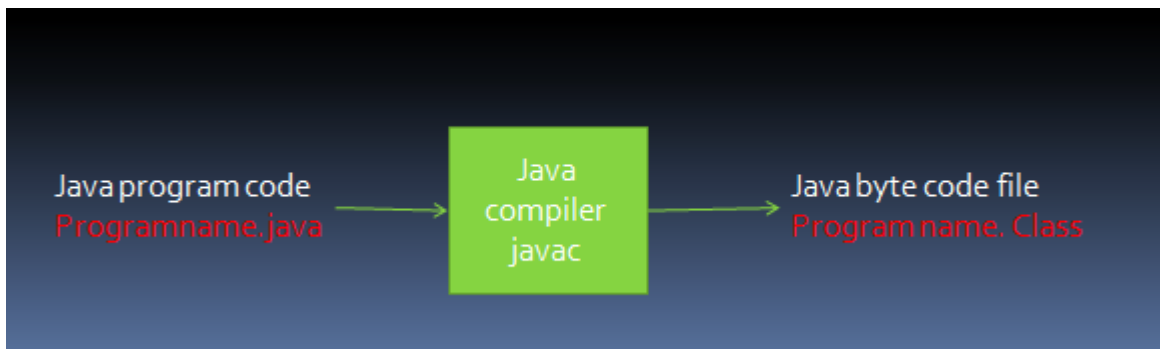 Java program code
Programname.java
Java
compiler
javac
Java byte code file
Program name. Class